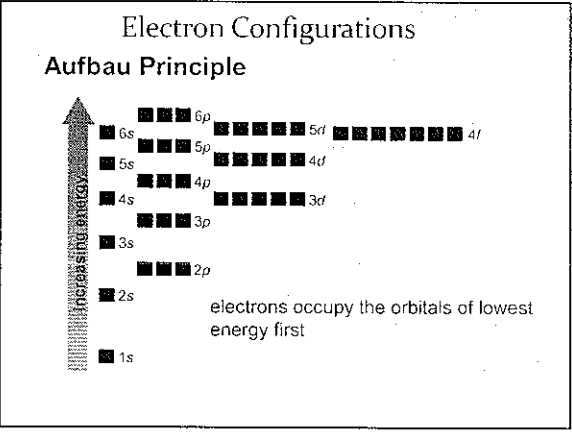 Electron Configurations
Aufbau Principle
6p
6s
5d
4f
5p
5s
4d
4p
4s
3d
3p
3s
2p
2s
1s
Increasing energy
electrons occupy the orbitals of lowest
energy first